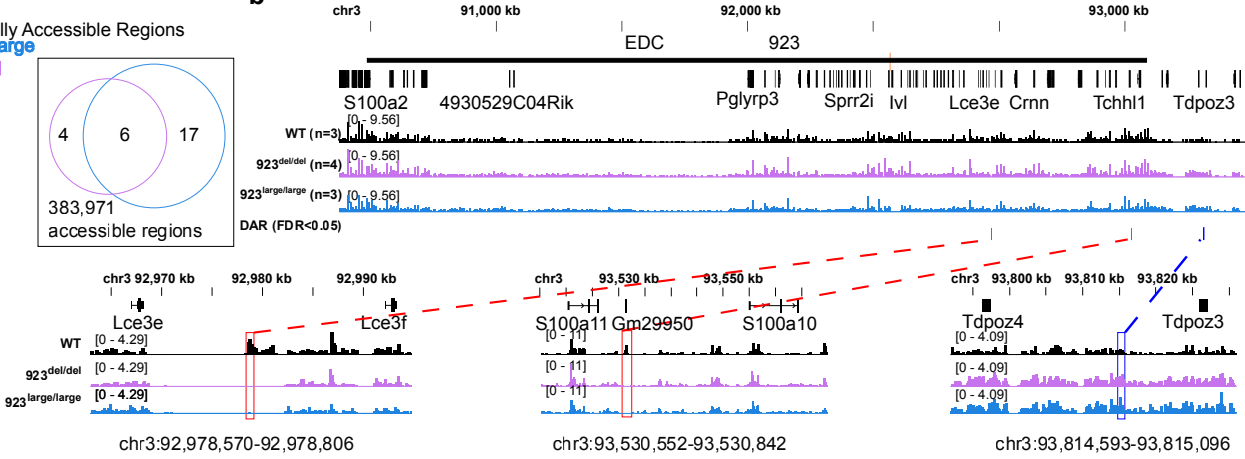 b
lly Accessible Regions
arge
4 6 17
383,971
accessible regions
chr3 91,000 kb 92,000 kb 93,000 kb
EDC 923
S100a2 4930529C04Rik Pglyrp3 Sprr2i Ivl Lce3e Crnn Tchhl1 Tdpoz3
WT (n=3) [0 - 9.56]
923del/del (n=4) [0 - 9.56]
923large/large (n=3) [0 - 9.56]
DAR (FDR<0.05)
chr3 92,970 kb 92,980 kb 92,990 kb
Lce3e Lce3f
WT [0 - 4.29]
923del/del [0 - 4.29]
923large/large [0 - 4.29]
chr3:92,978,570-92,978,806
chr3 93,530 kb 93,550 kb
S100a11 Gm29950 S100a10
[0 - 11]
[0 - 11]
[0 - 11]
chr3:93,530,552-93,530,842
chr3 93,800 kb 93,810 kb 93,820 kb
Tdpoz4 Tdpoz3
[0 - 4.09]
[0 - 4.09]
[0 - 4.09]
chr3:93,814,593-93,815,096